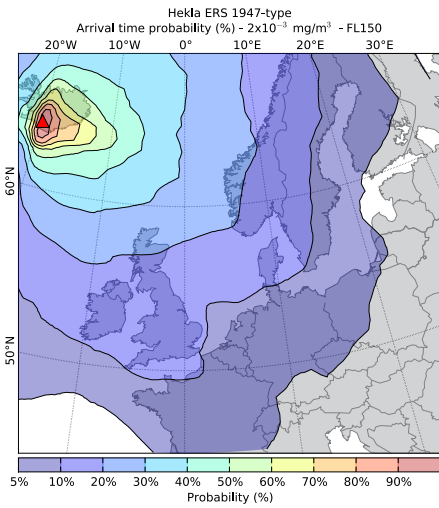 Hekla ERS 1947-type
Arrival time probability (%) - 2x10⁻³ mg/m³ - FL150
20°W 10°W 0° 10°E 20°E 30°E
60°N
50°N
5% 10% 20% 30% 40% 50% 60% 70% 80% 90%
Probability (%)